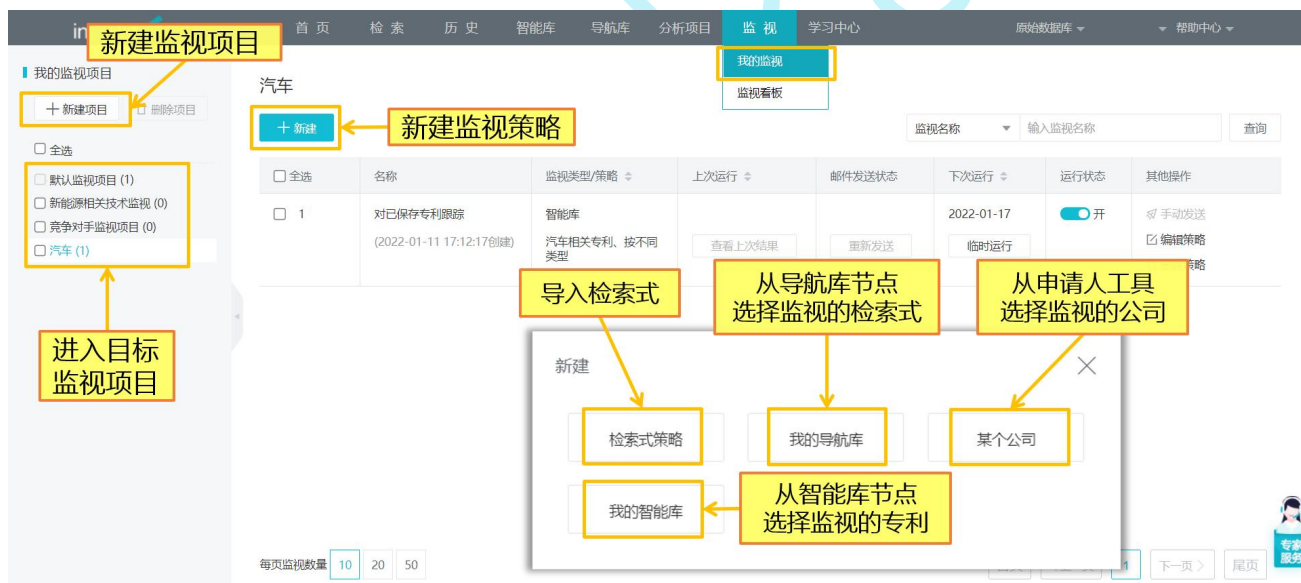 in
首 页
检 索
历 史
智能库
导航库
分析项目
监 视
学习中心
原始数据库
帮助中心
新建监视项目
我的监视
监视看板
我的监视项目
新建项目
删除项目
全选
默认监视项目 (1)
新能源相关技术监视 (0)
竞争对手监视项目 (0)
汽车 (1)
进入目标
监视项目
汽车
新建
新建监视策略
监视名称
输入监视名称
查询
全选
名称
监视类型/策略
上次运行
邮件发送状态
下次运行
运行状态
其他操作
1
对已保存专利跟踪
(2022-01-11 17:12:17创建)
智能库
汽车相关专利、按不同
类型
查看上次结果
重新发送
2022-01-17
临时运行
开
手动发送
编辑策略
策略
导入检索式
从导航库节点
选择监视的检索式
从申请人工具
选择监视的公司
新建
检索式策略
我的导航库
某个公司
我的智能库
从智能库节点
选择监视的专利
每页监视数量
10
20
50
1
下一页
尾页
专家
服务